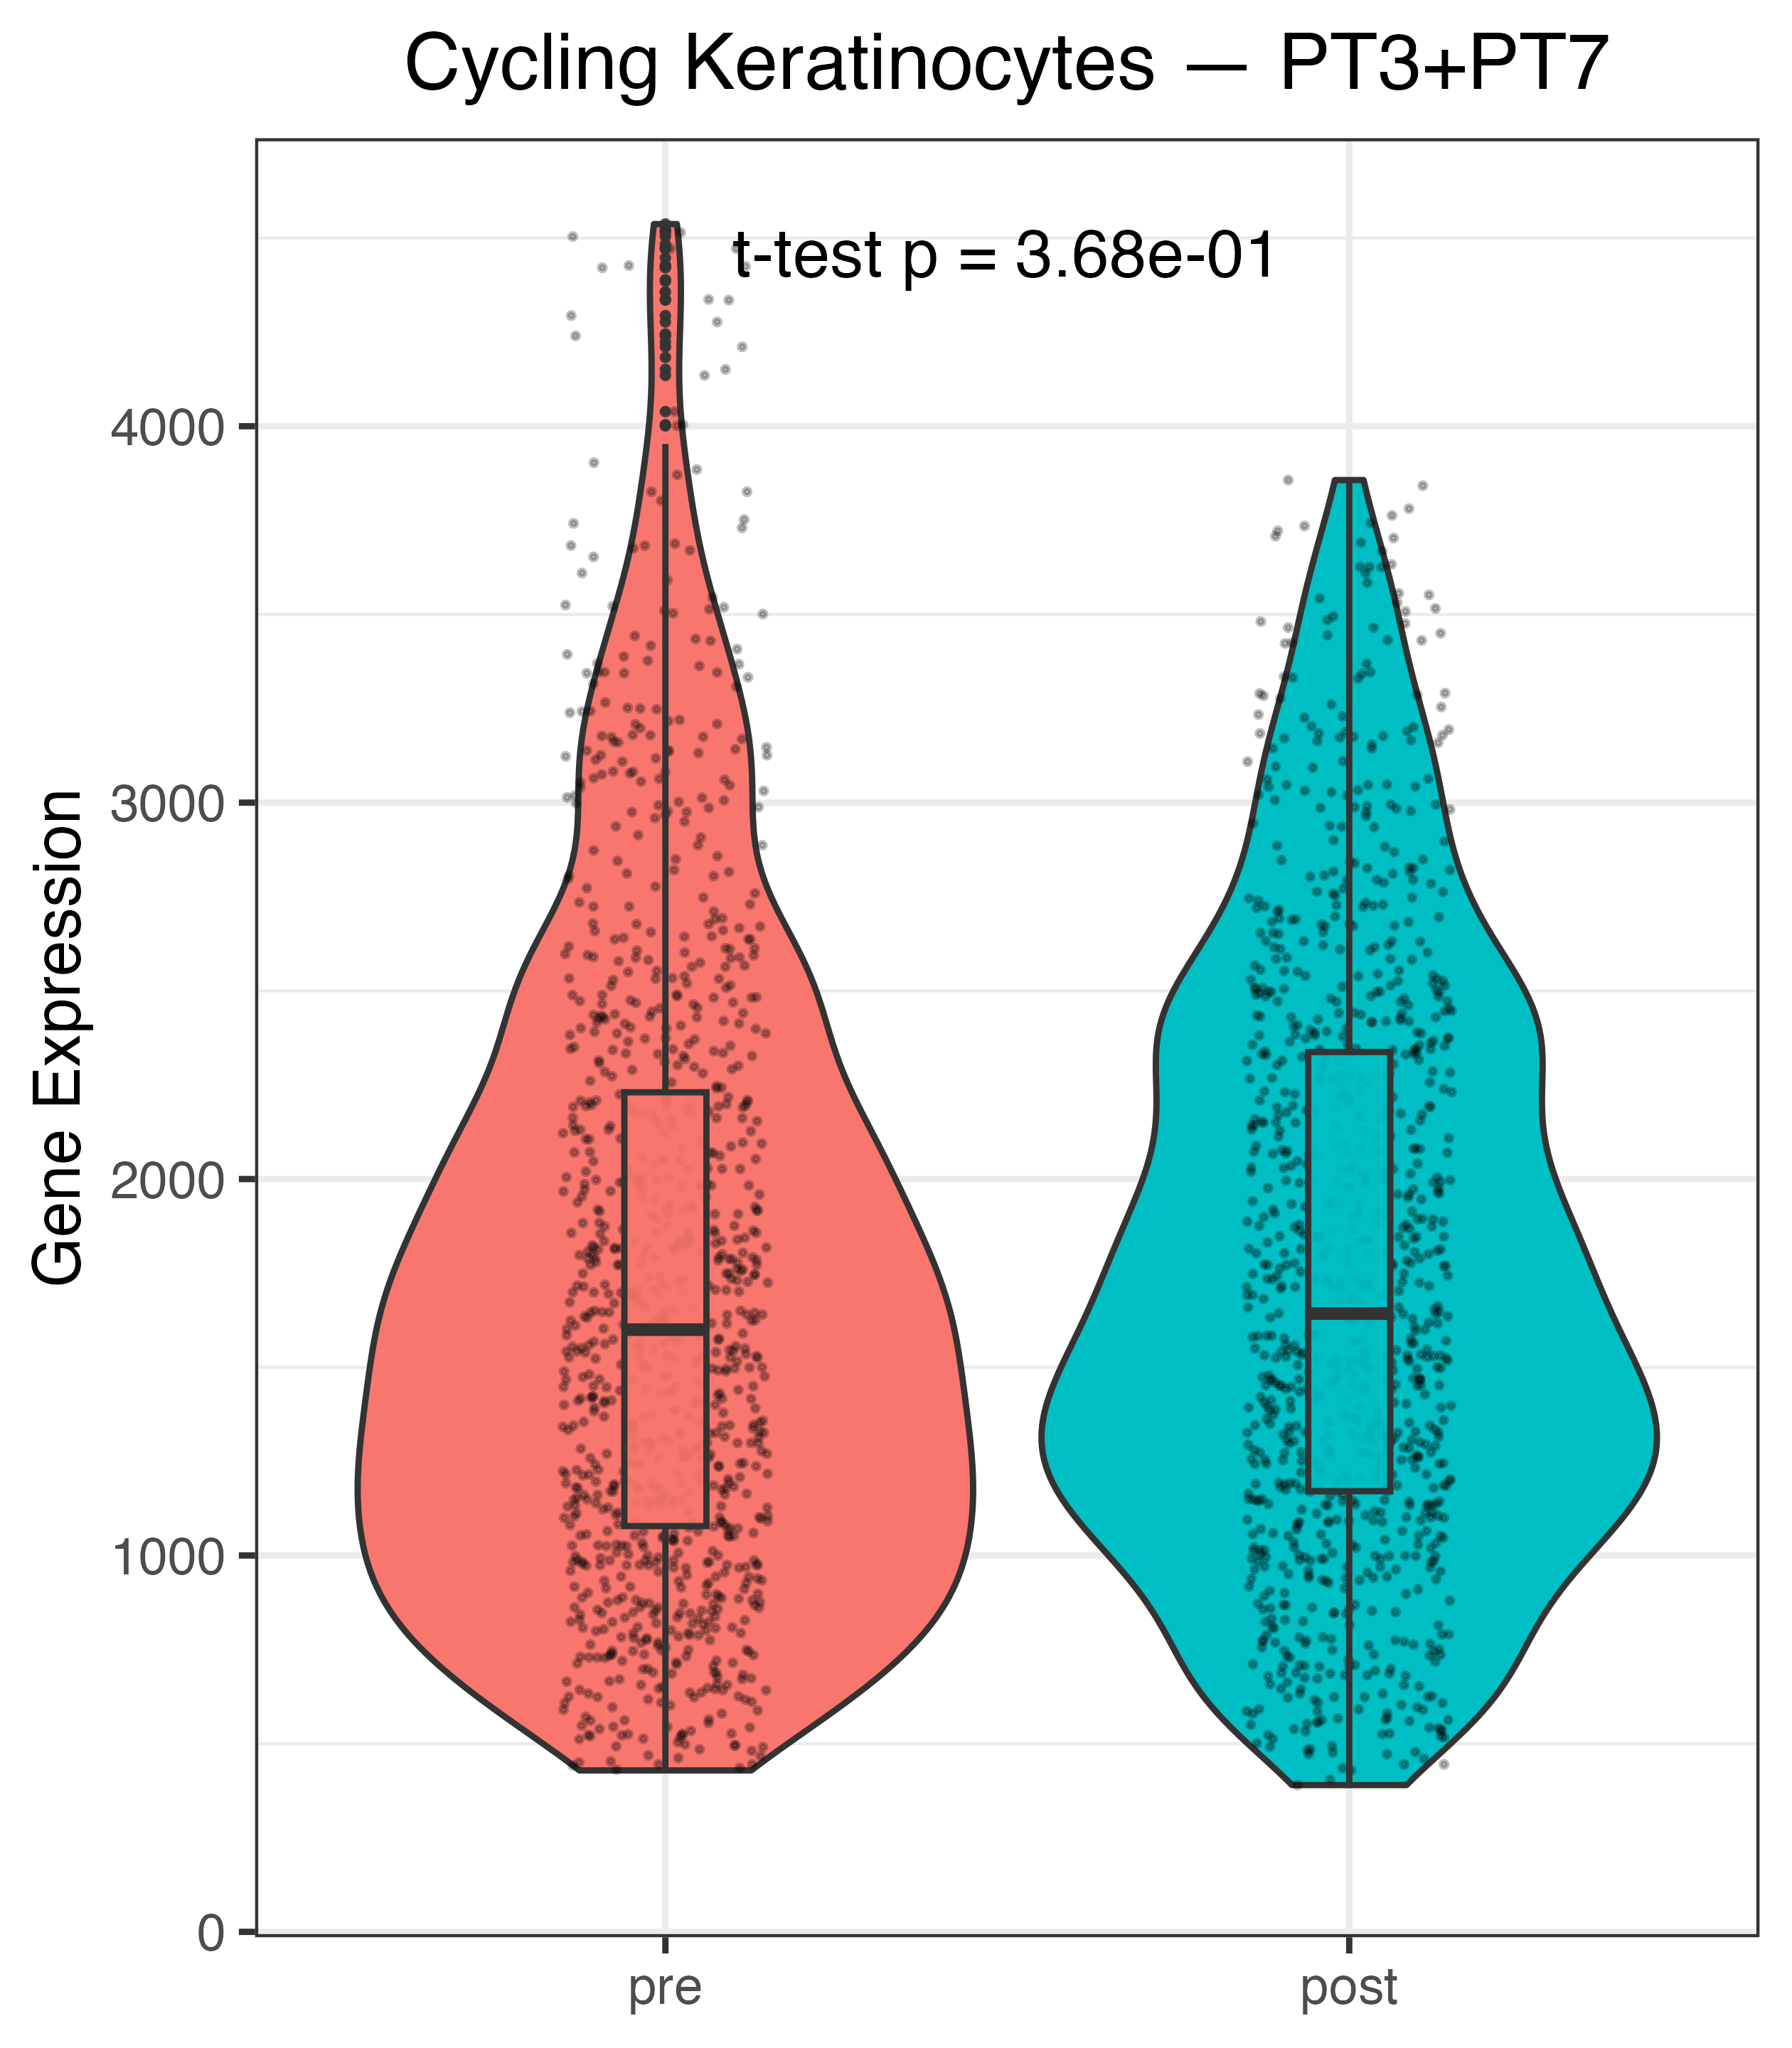 Cycling Keratinocytes — PT3+PT7
t-test p = 3.68e-01
Gene Expression
4000
3000
2000
1000
0
pre
post